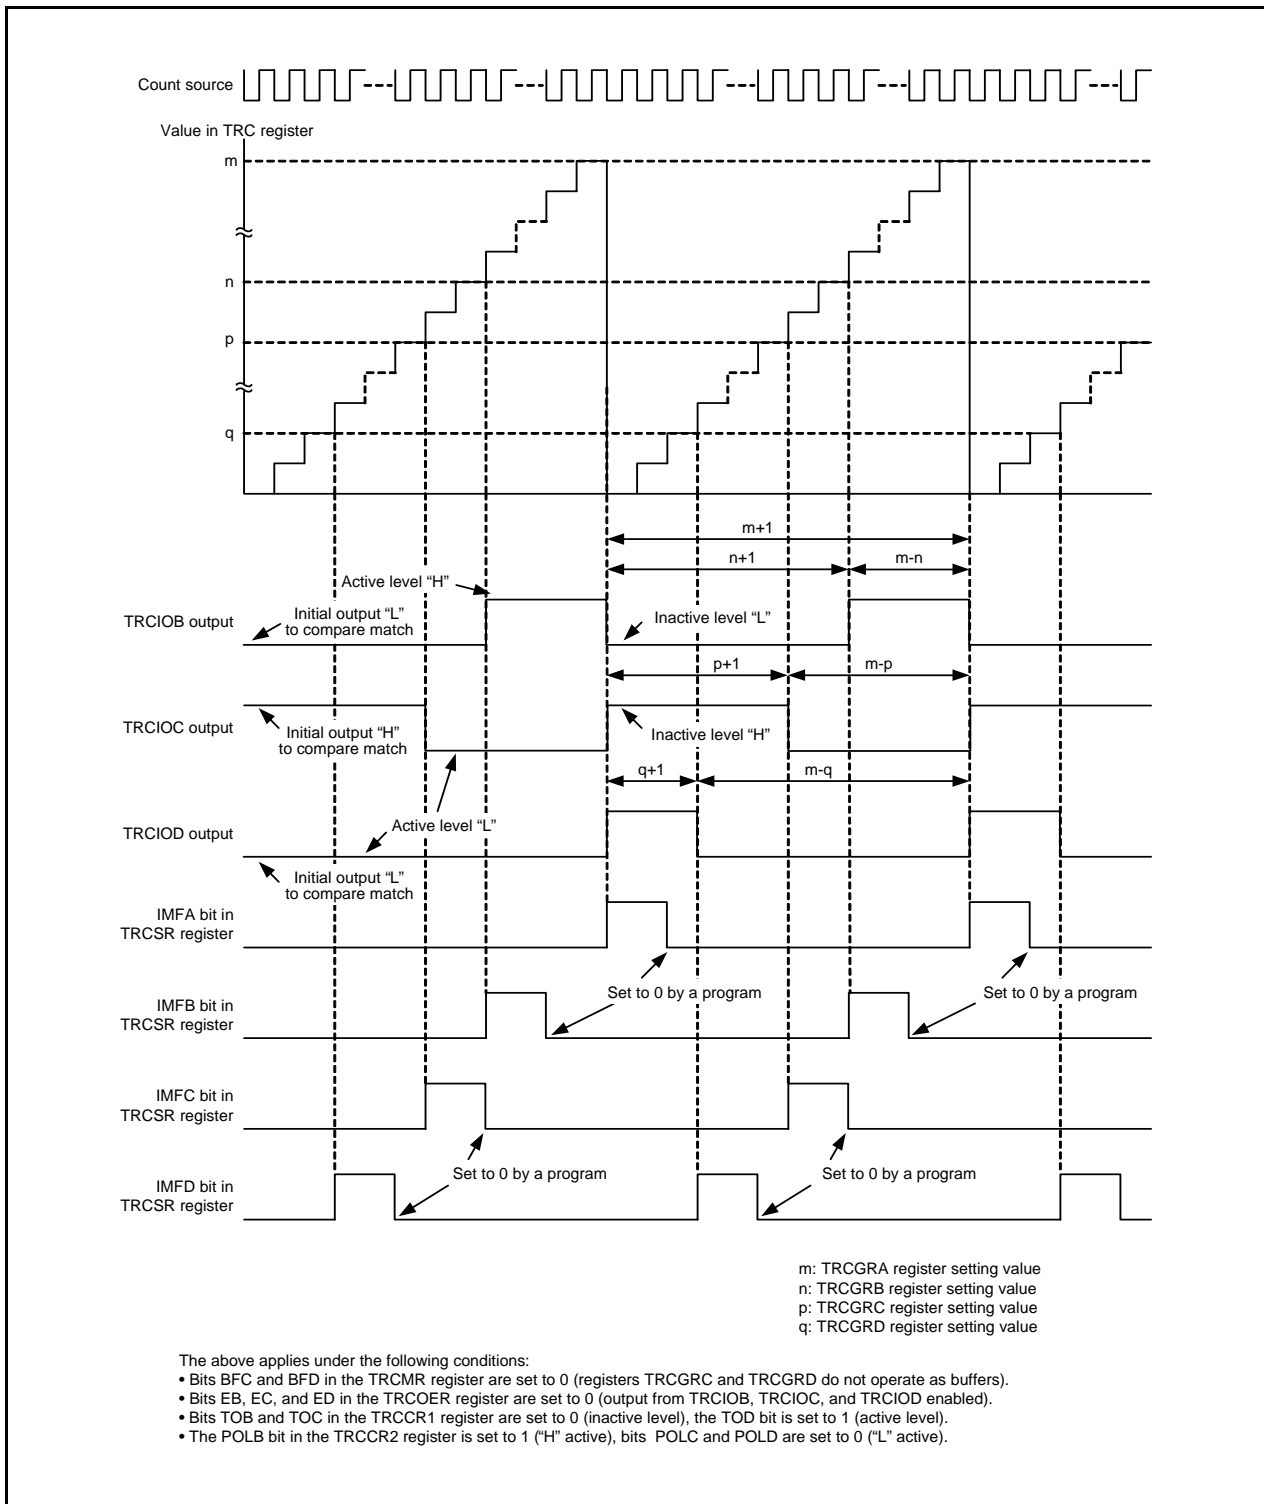 Count source
Value in TRC register
m
n
p
q
m+1
n+1
m-n
Active level “H”
Initial output “L”
to compare match
Inactive level “L”
TRCIOB output
p+1
m-p
TRCIOC output
Initial output “H”
to compare match
Inactive level “H”
q+1
m-q
TRCIOD output
Active level “L”
Initial output “L”
to compare match
IMFA bit in
TRCSR register
Set to 0 by a program
Set to 0 by a program
IMFB bit in
TRCSR register
IMFC bit in
TRCSR register
Set to 0 by a program
Set to 0 by a program
IMFD bit in
TRCSR register
m: TRCGRA register setting value
n: TRCGRB register setting value
p: TRCGRC register setting value
q: TRCGRD register setting value
The above applies under the following conditions:
• Bits BFC and BFD in the TRCMR register are set to 0 (registers TRCGRC and TRCGRD do not operate as buffers).
• Bits EB, EC, and ED in the TRCOER register are set to 0 (output from TRCIOB, TRCIOC, and TRCIOD enabled).
• Bits TOB and TOC in the TRCCR1 register are set to 0 (inactive level), the TOD bit is set to 1 (active level).
• The POLB bit in the TRCCR2 register is set to 1 (“H” active), bits POLC and POLD are set to 0 (“L” active).